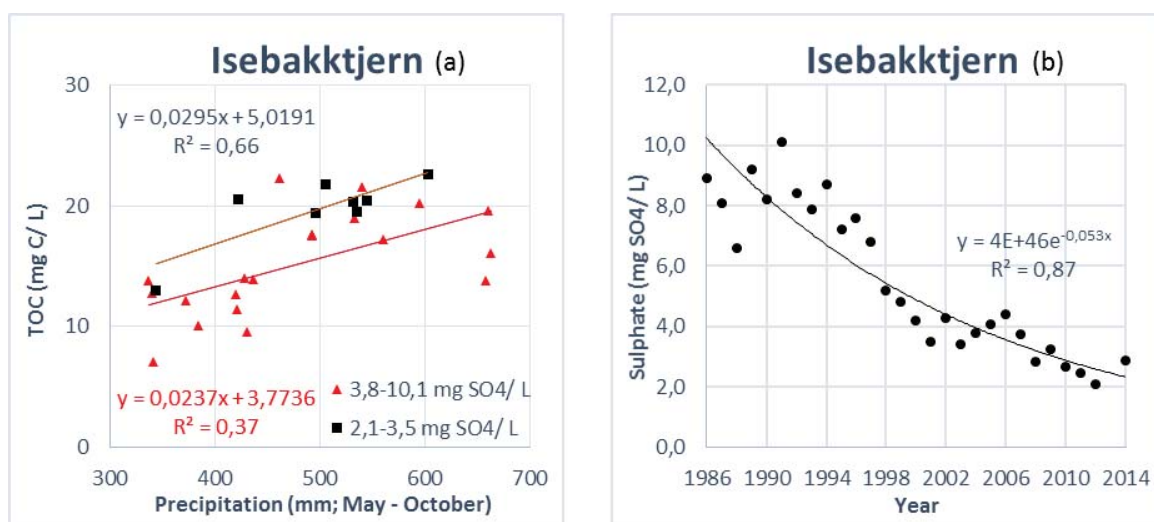 Isebakktjern (a)
30
20
10
0
TOC (mg C/ L)
y = 0,0295x + 5,0191
R² = 0,66
y = 0,0237x + 3,7736
R² = 0,37
3,8-10,1 mg SO4/ L
2,1-3,5 mg SO4/ L
300 400 500 600 700
Precipitation (mm; May - October)
Isebakktjern (b)
12,0
10,0
8,0
6,0
4,0
2,0
0,0
Sulphate (mg SO4/ L)
y = 4E+46e^-0,053x
R² = 0,87
1986 1990 1994 1998 2002 2006 2010 2014
Year